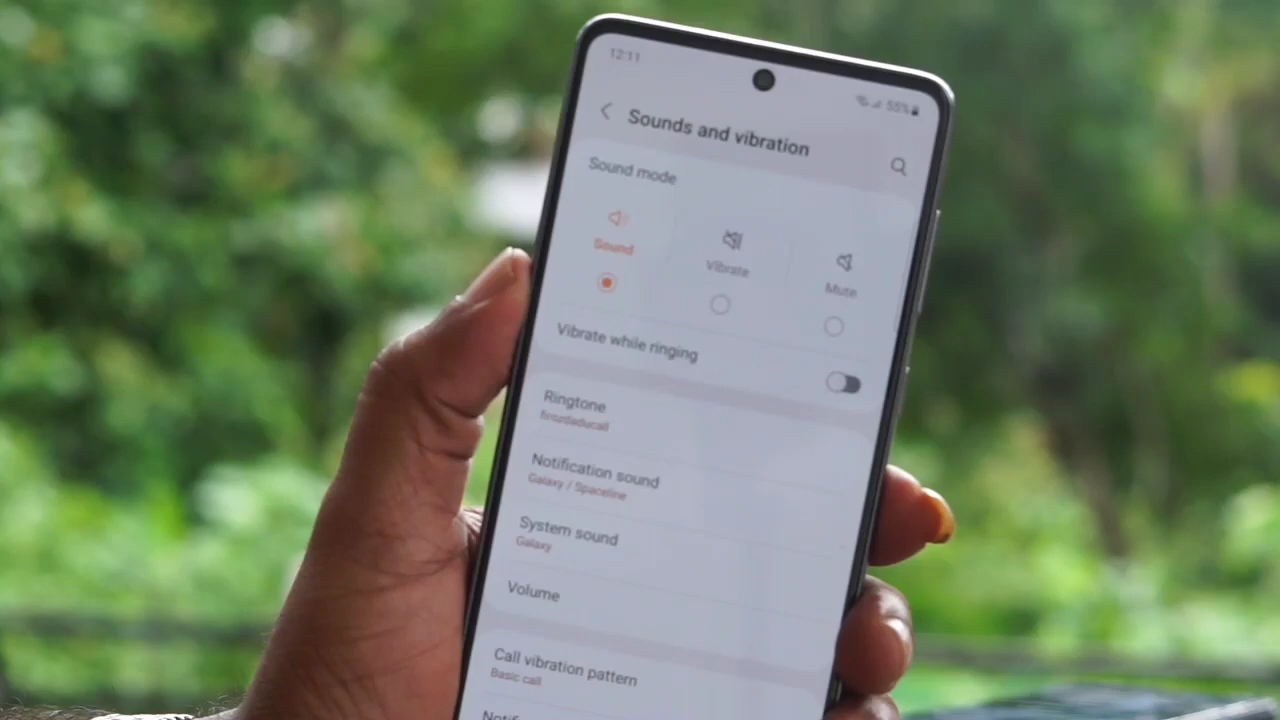 12:11
55%
Sounds and vibration
Sound mode
Sound
Vibrate
Mute
Vibrate while ringing
Ringtone
Notification sound
Galaxy / Spaceline
System sound
Galaxy
Volume
Call vibration pattern
Basic call